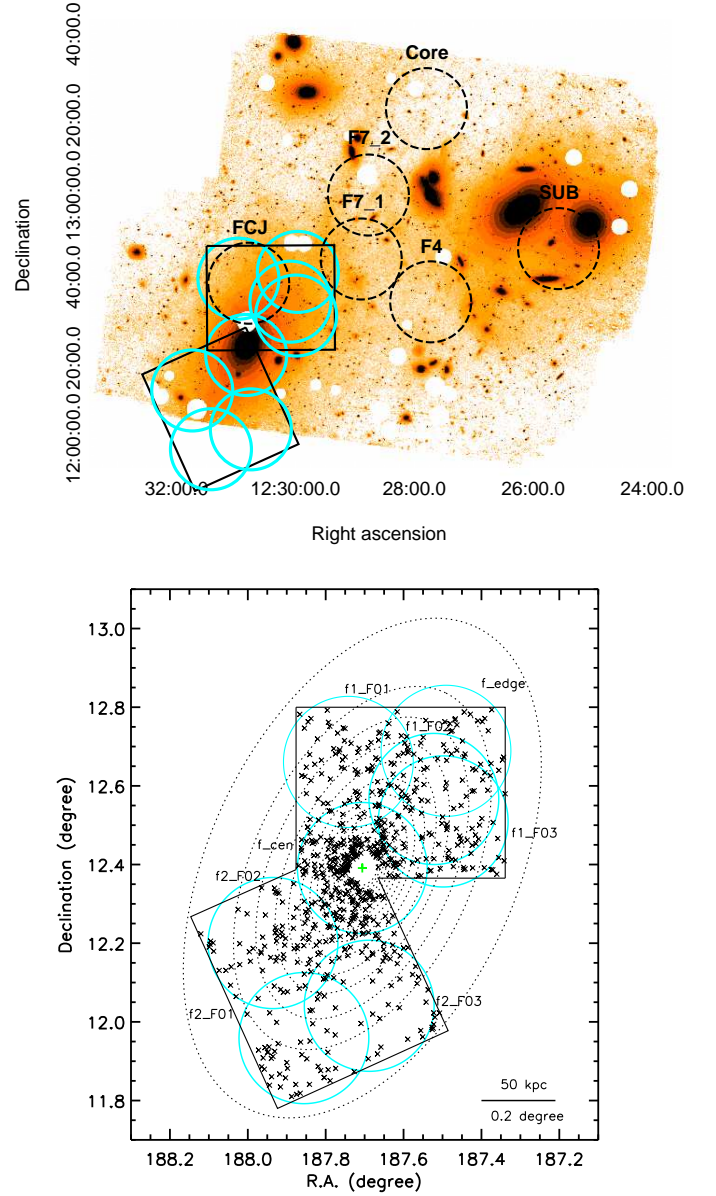 Core
F7_2
F7_1
SUB
FCJ
F4
Declination
40:00.0
20:00.0
13:00:00.0
40:00.0
20:00.0
12:00:00.0
32:00.0
12:30:00.0
28:00.0
26:00.0
24:00.0
Right ascension
13.0
12.8
12.6
12.4
12.2
12.0
11.8
Declination (degree)
f1_F01
f_edge
f1_F02
f1_F03
f_cen
f2_F02
f2_F01
f2_F03
50 kpc
0.2 degree
188.2
188.0
187.8
187.6
187.4
187.2
R.A. (degree)